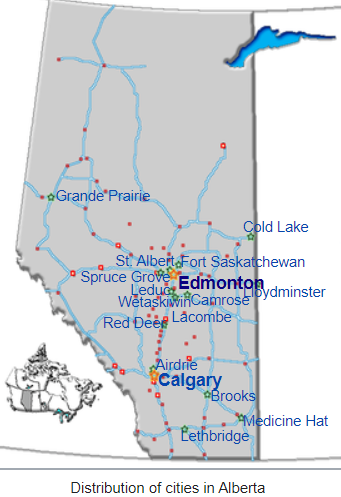 Grande Prairie
Cold Lake
St. Albert
Fort Saskatchewan
Spruce Grove
Edmonton
Leduc
Lloydminster
Wetaskiwin
Camrose
Lacombe
Red Deer
Airdrie
Calgary
Brooks
Medicine Hat
Lethbridge
Distribution of cities in Alberta